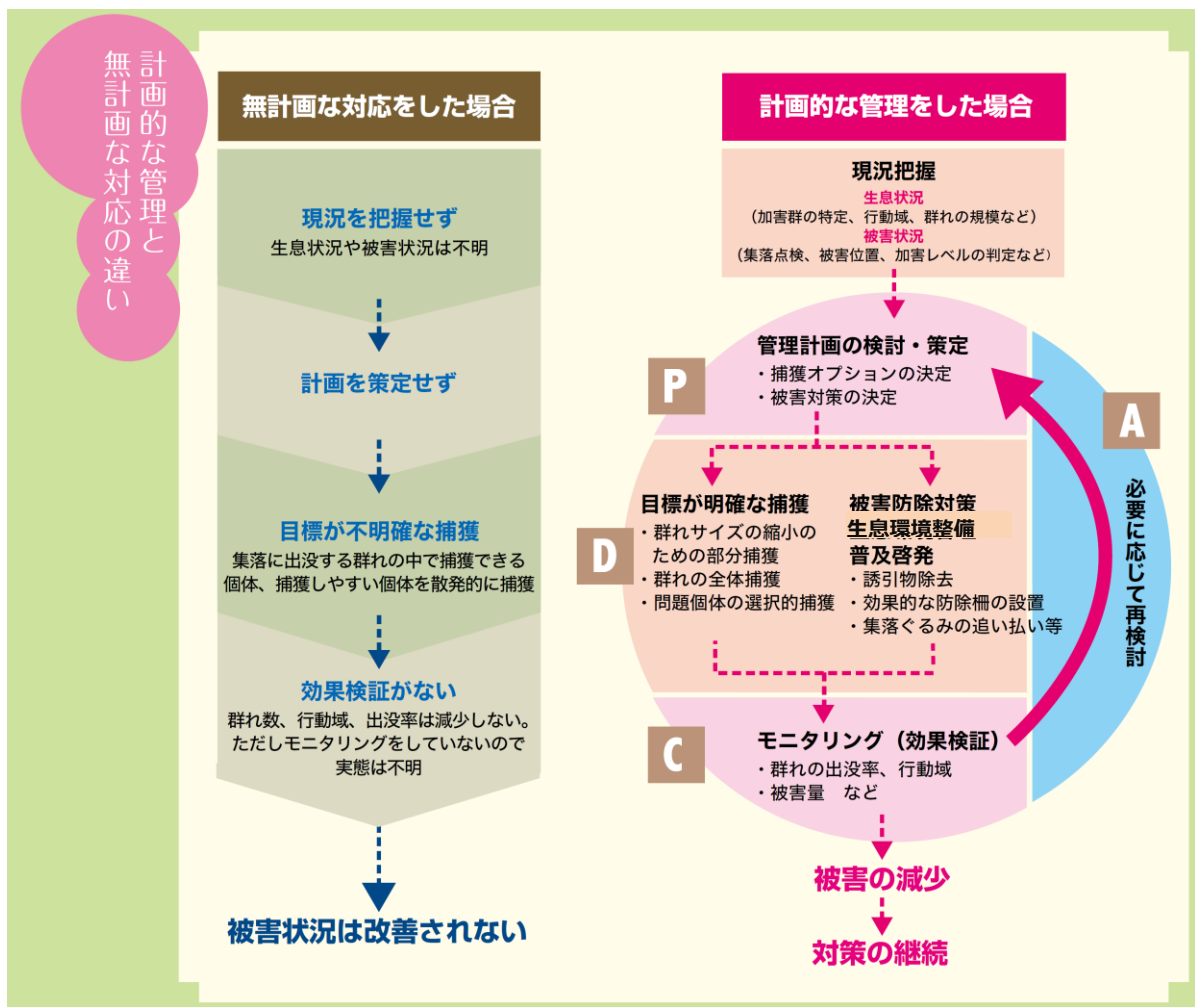 計画的な管理と
無計画な対応の違い
無計画な対応をした場合
現況を把握せず
生息状況や被害状況は不明
計画を策定せず
目標が不明確な捕獲
集落に出没する群れの中で捕獲できる
個体、捕獲しやすい個体を散発的に捕獲
効果検証がない
群れ数、行動域、出没率は減少しない。
ただしモニタリングをしていないので
実態は不明
被害状況は改善されない
計画的な管理をした場合
現況把握
生息状況
（加害群の特定、行動域、群れの規模など）
被害状況
（集落点検、被害位置、加害レベルの判定など）
P
管理計画の検討・策定
・捕獲オプションの決定
・被害対策の決定
D
目標が明確な捕獲
・群れサイズの縮小の
ための部分捕獲
・群れの全体捕獲
・問題個体の選択的捕獲
被害防除対策
生息環境整備
普及啓発
・誘引物除去
・効果的な防除柵の設置
・集落ぐるみの追い払い等
C
モニタリング（効果検証）
・群れの出没率、行動域
・被害量　など
A
必要に応じて再検討
被害の減少
対策の継続